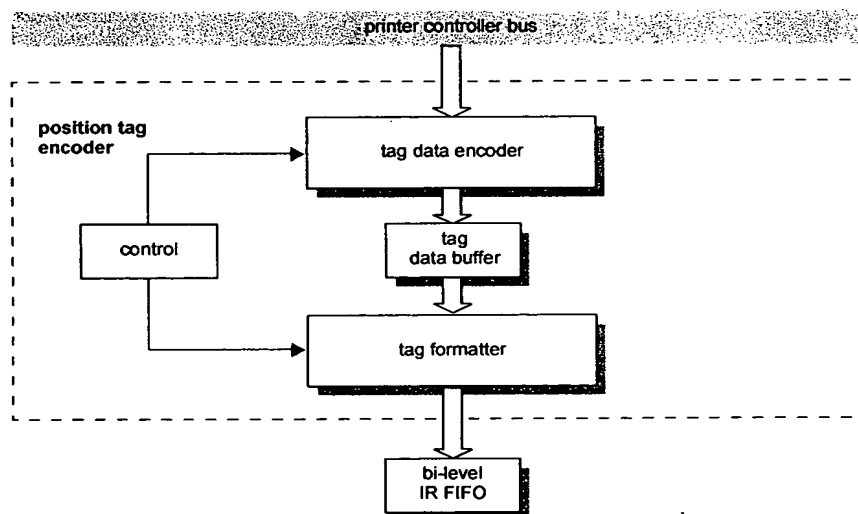 printer controller bus
position tag
encoder
tag data encoder
control
tag
data buffer
tag formatter
bi-level
IR FIFO